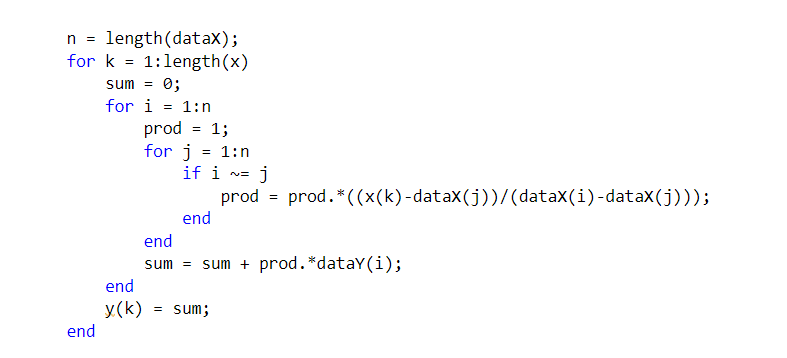 n = length(dataX);
for k = 1:length(x)
    sum = 0;
    for i = 1:n
        prod = 1;
        for j = 1:n
            if i ~= j
                prod = prod.*((x(k)-dataX(j))/(dataX(i)-dataX(j)));
            end
        end
        sum = sum + prod.*dataY(i);
    end
    y(k) = sum;
end